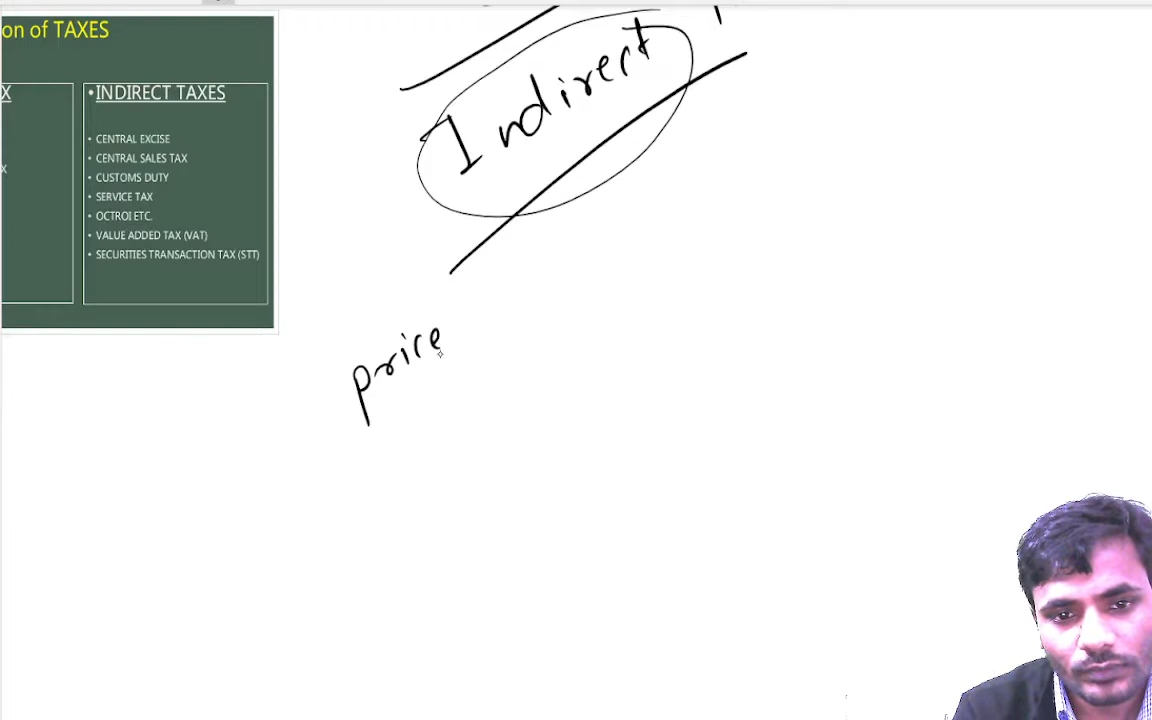 on of TAXES
X
• INDIRECT TAXES
X
• CENTRAL EXCISE
• CENTRAL SALES TAX
• CUSTOMS DUTY
• SERVICE TAX
• OCTROI ETC.
• VALUE ADDED TAX (VAT)
• SECURITIES TRANSACTION TAX (STT)
Indirect
price